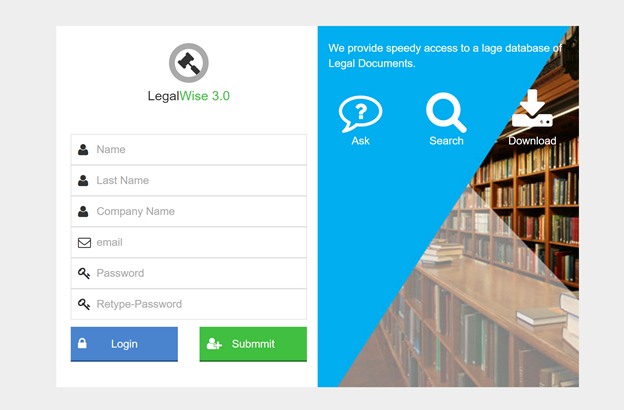 LegalWise 3.0
Name
Last Name
Company Name
email
Password
Retype-Password
Login
Submmit
We provide speedy access to a lage database of
Legal Documents.
?
Ask
Search
Download